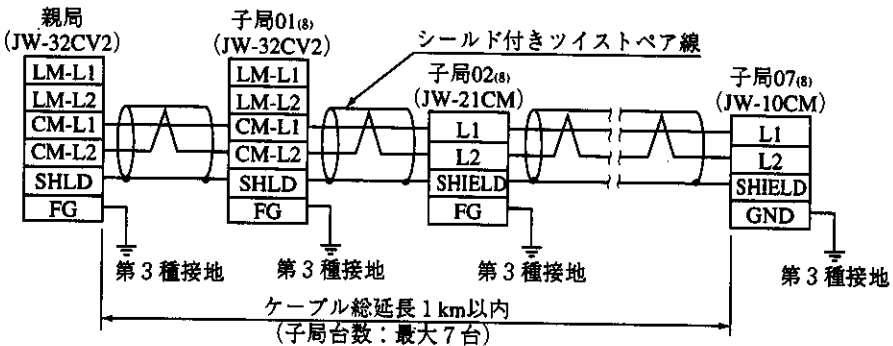 親局
(JW-32CV2)
LM-L1
LM-L2
CM-L1
CM-L2
SHLD
FG
第3種接地
子局01(8)
(JW-32CV2)
LM-L1
LM-L2
CM-L1
CM-L2
SHLD
FG
第3種接地
シールド付きツイストペア線
子局02(8)
(JW-21CM)
L1
L2
SHIELD
FG
第3種接地
子局07(8)
(JW-10CM)
L1
L2
SHIELD
GND
第3種接地
ケーブル総延長1km以内
(子局台数:最大7台)